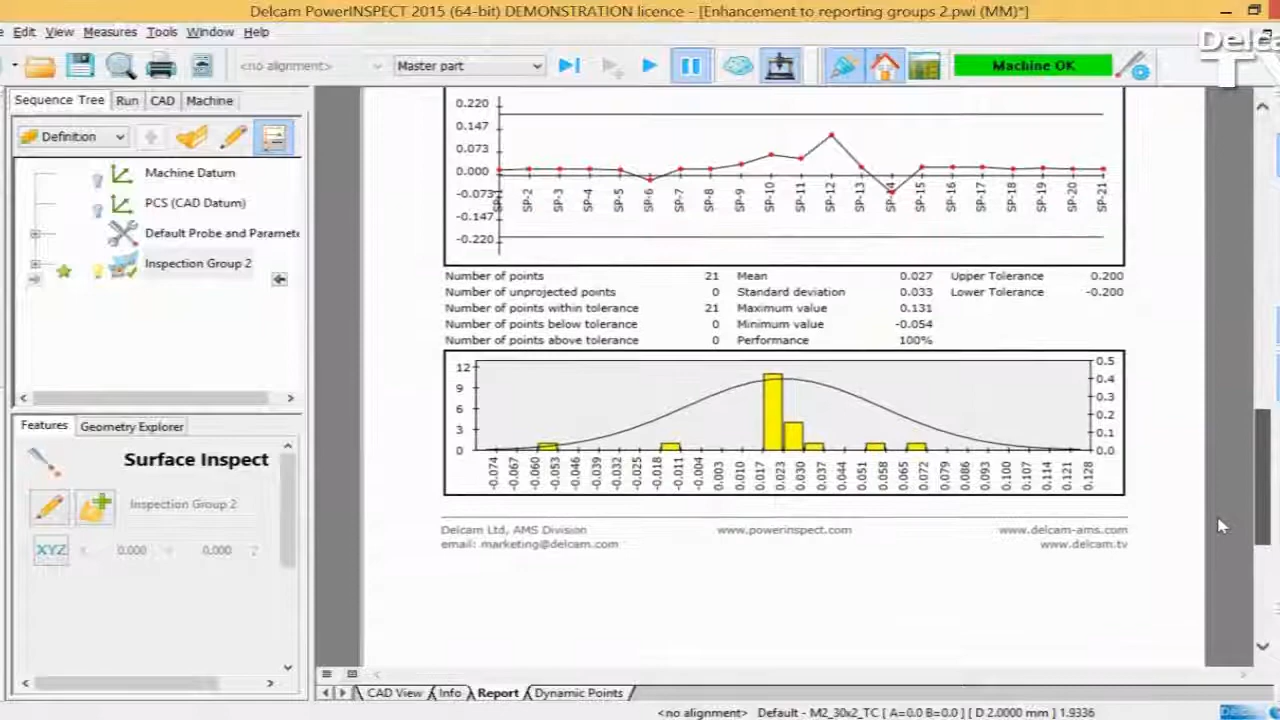 Delcam PowerINSPECT 2015 (64-bit) DEMONSTRATION licence - [Enhancement to reporting groups 2.pwi (MM)*]
Edit View Measures Tools Window Help
<no alignment> Master part Machine OK
Sequence Tree Run CAD Machine
Definition
Machine Datum
PCS (CAD Datum)
Default Probe and Paramete
Inspection Group 2
Features Geometry Explorer
Surface Inspect
Inspection Group 2
XYZ 0.000 0.000 Z
0.220
0.147
0.073
0.000
-0.073
-0.147
-0.220
SP-2 SP-3 SP-4 SP-5 SP-6 SP-7 SP-8 SP-9 SP-10 SP-11 SP-12 SP-13 SP-14 SP-15 SP-16 SP-17 SP-18 SP-19 SP-20 SP-21
Number of points 21 Mean 0.027 Upper Tolerance 0.200
Number of unprojected points 0 Standard deviation 0.033 Lower Tolerance -0.200
Number of points within tolerance 21 Maximum value 0.131
Number of points below tolerance 0 Minimum value -0.054
Number of points above tolerance 0 Performance 100%
12 0.5
9 0.4
6 0.3
3 0.2
0 0.1
0.0
-0.074 -0.067 -0.060 -0.053 -0.046 -0.039 -0.032 -0.025 -0.018 -0.011 -0.004 0.003 0.010 0.017 0.023 0.030 0.037 0.044 0.051 0.058 0.065 0.072 0.079 0.086 0.093 0.100 0.107 0.114 0.121 0.128
Delcam Ltd, AMS Division www.powerinspect.com www.delcam-ams.com
email: marketing@delcam.com www.delcam.tv
CAD View Info Report Dynamic Points
<no alignment> Default - M2_30x2_TC [ A=0.0 B=0.0 ] [ D 2.0000 mm ] 1.9336